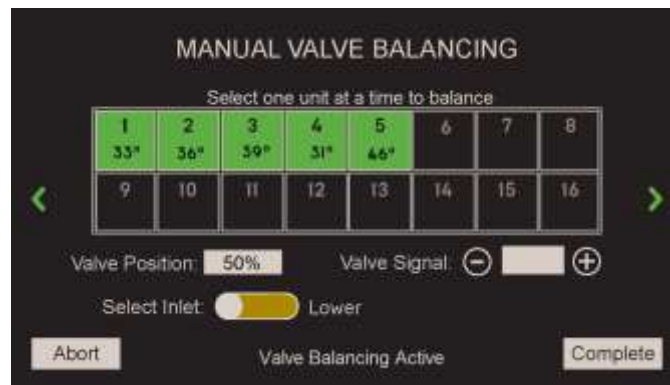 MANUAL VALVE BALANCING
Select one unit at a time to balance
1 2 3 4 5 6 7 8
33° 36° 39° 31° 46°
9 10 11 12 13 14 15 16
Valve Position: 50% Valve Signal:
Select Inlet: Lower
Abort Valve Balancing Active Complete